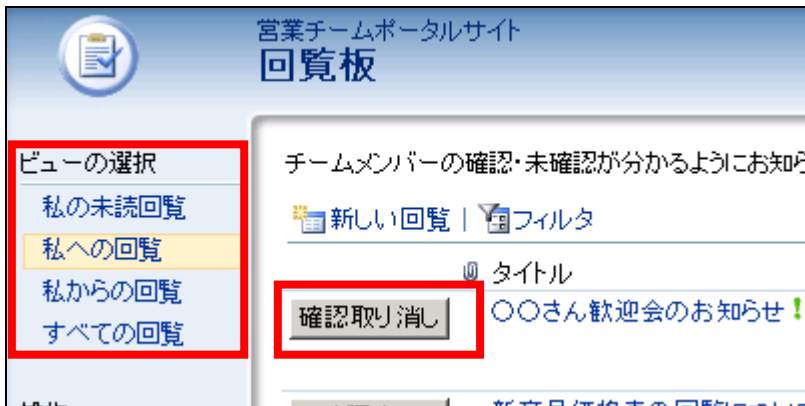 営業チームポータルサイト
回覧板
ビューの選択
私の未読回覧
私への回覧
私からの回覧
すべての回覧
チームメンバーの確認・未確認が分かるようにお知ら
新しい回覧 | フィルタ
タイトル
確認取り消し
○○さん歓迎会のお知らせ!